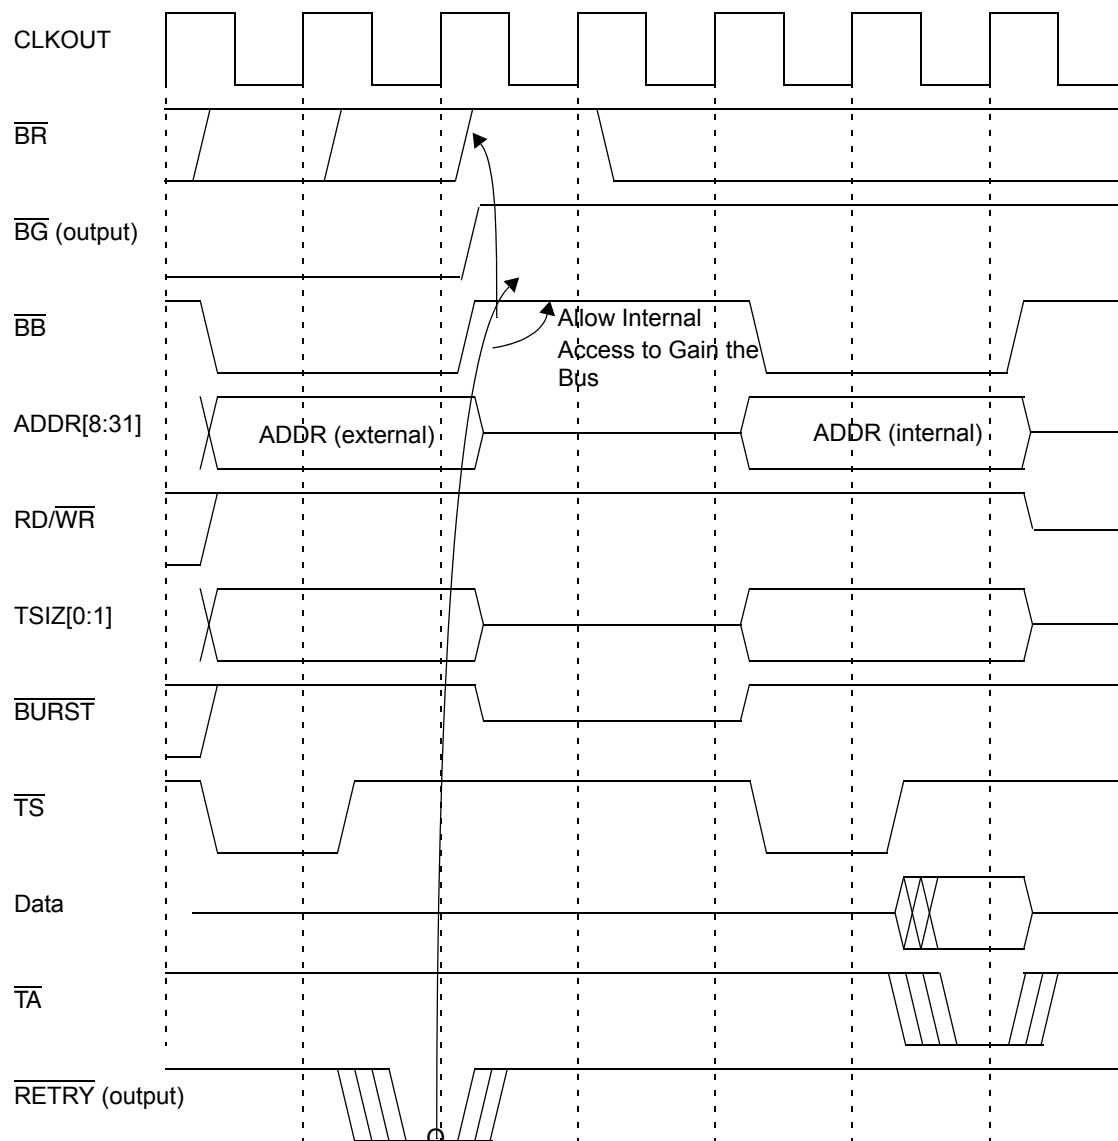 CLKOUT
BR
BG (output)
BB
Allow Internal
Access to Gain the
Bus
ADDR[8:31]
ADDR (external)
ADDR (internal)
RD/WR
TSIZ[0:1]
BURST
TS
Data
TA
RETRY (output)